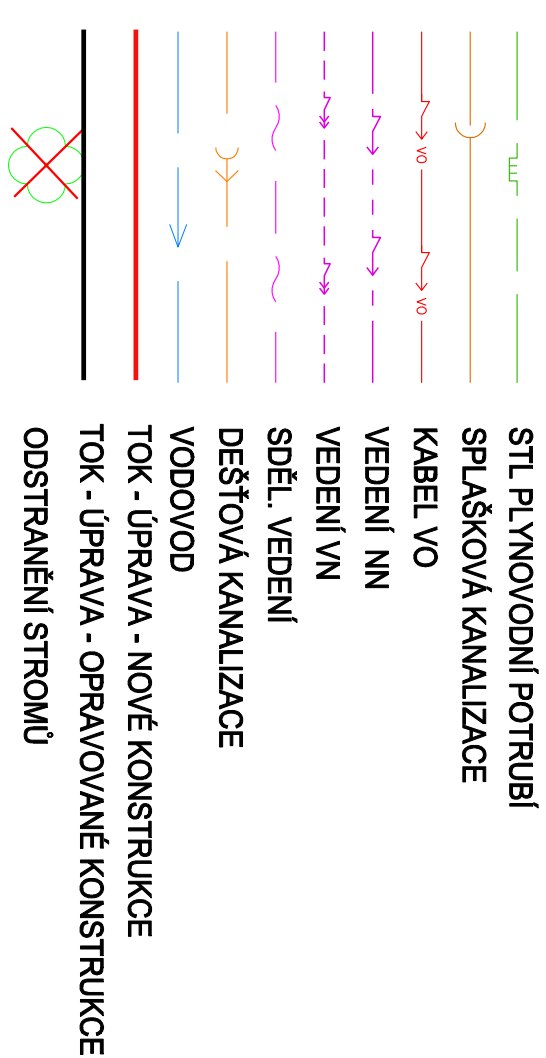 STL PLYNOVODNÍ POTRUBÍ
SPLAŠKOVÁ KANALIZACE
VO VO
KABEL VO
VEDENÍ NN
VEDENÍ VN
SDĚL. VEDENÍ
DEŠŤOVÁ KANALIZACE
VODOVOD
TOK - ÚPRAVA - NOVÉ KONSTRUKCE
TOK - ÚPRAVA - OPRAVOVANÉ KONSTRUKCE
ODSTRANĚNÍ STROMŮ